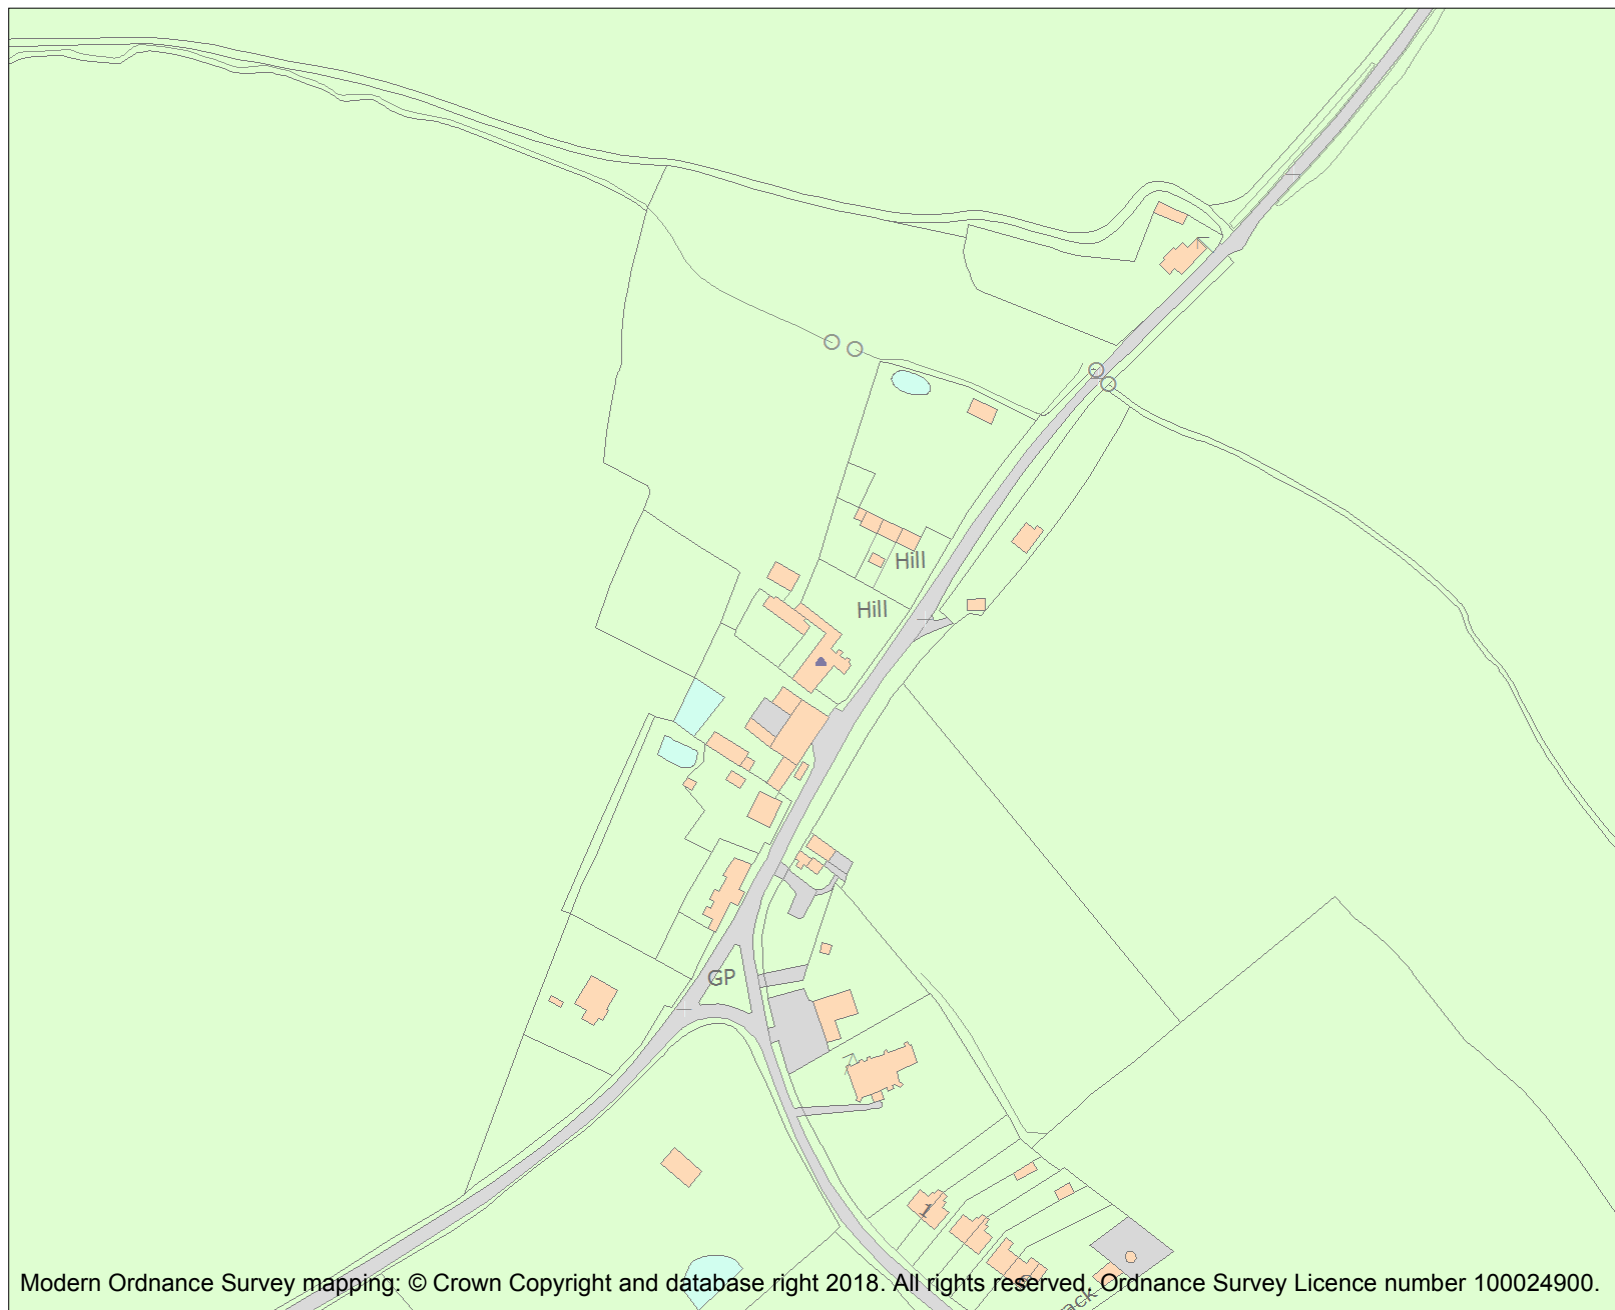 Hill
Hill
GP
1
Modern Ordnance Survey mapping: © Crown Copyright and database right 2018. All rights reserved. Ordnance Survey Licence number 100024900.